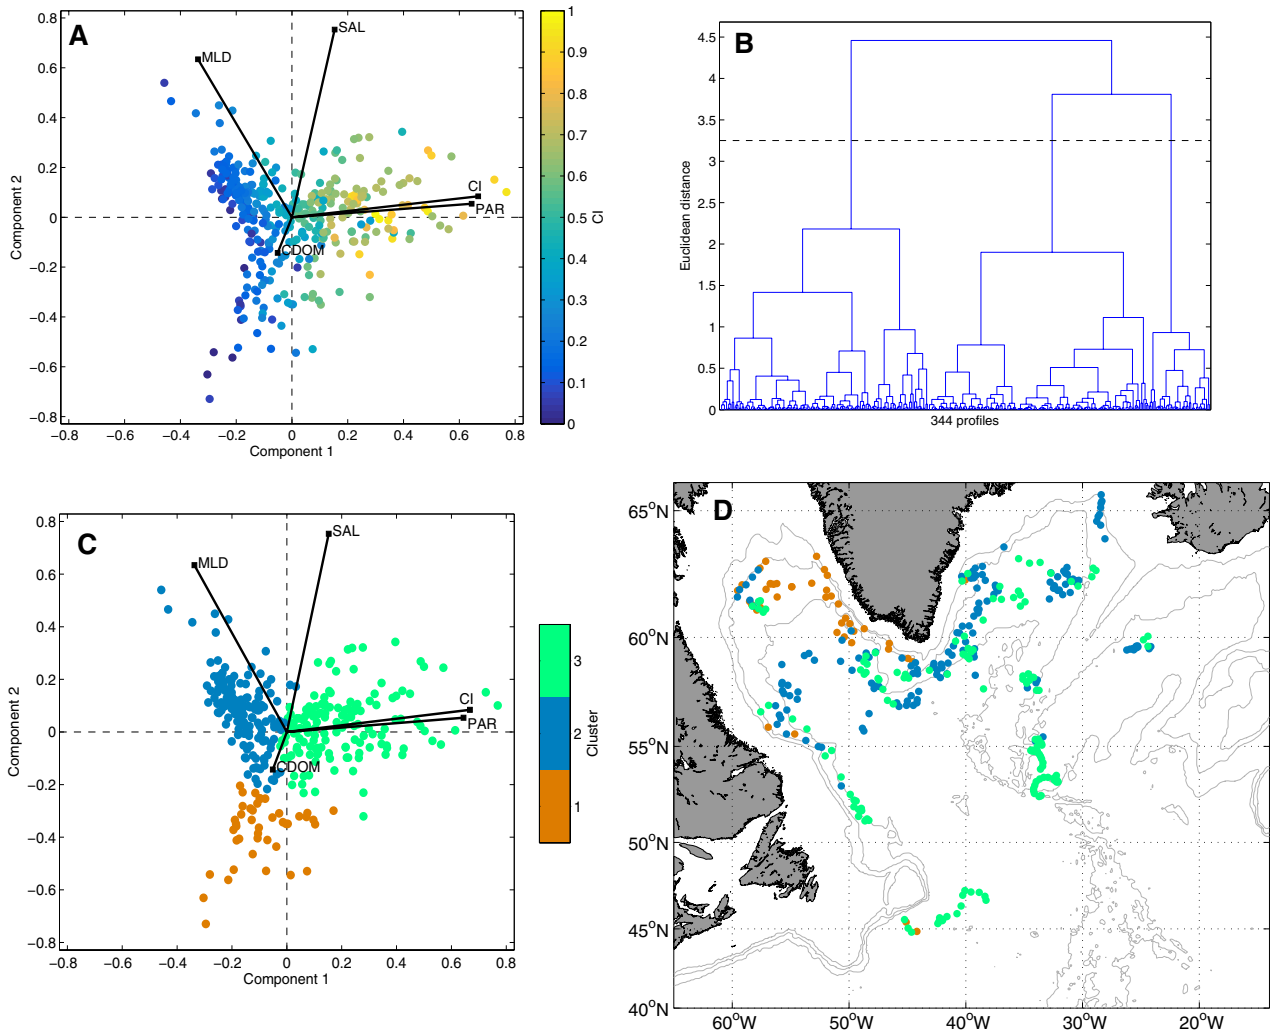 A
0.8
0.6
0.4
0.2
0
−0.2
−0.4
−0.6
−0.8
Component 2
−0.8 −0.6 −0.4 −0.2 0 0.2 0.4 0.6 0.8
Component 1
SAL
MLD
CI
PAR
CDOM
1
0.9
0.8
0.7
0.6
0.5
0.4
0.3
0.2
0.1
0
CI
B
4.5
4
3.5
3
2.5
2
1.5
1
0.5
0
Euclidean distance
344 profiles
C
0.8
0.6
0.4
0.2
0
−0.2
−0.4
−0.6
−0.8
Component 2
−0.8 −0.6 −0.4 −0.2 0 0.2 0.4 0.6 0.8
Component 1
SAL
MLD
CI
PAR
CDOM
3
2
1
Cluster
D
65°N
60°N
55°N
50°N
45°N
40°N
60°W 50°W 40°W 30°W 20°W